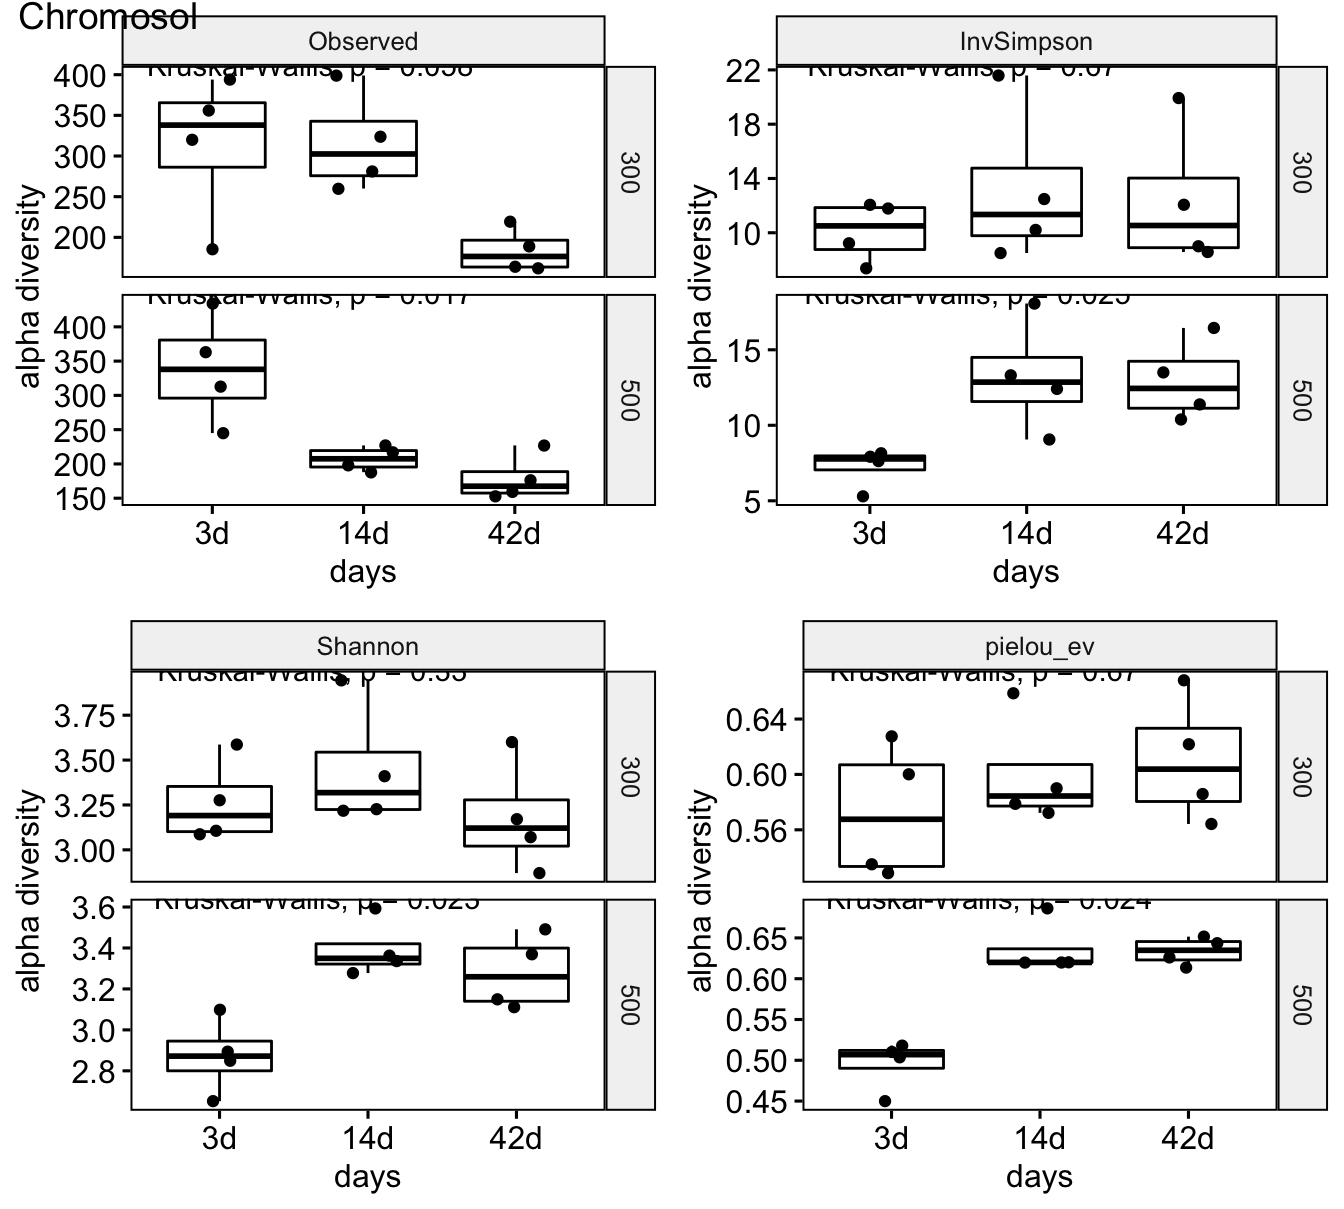 Chromosol
Observed
Kruskal-Wallis, p = 0.058
400
350
300
250
200
300
Kruskal-Wallis, p = 0.017
400
350
300
250
200
150
500
alpha diversity
3d 14d 42d
days
InvSimpson
Kruskal-Wallis, p = 0.67
22
18
14
10
300
Kruskal-Wallis, p = 0.025
15
10
5
500
alpha diversity
3d 14d 42d
days
Shannon
Kruskal-Wallis, p = 0.35
3.75
3.50
3.25
3.00
300
Kruskal-Wallis, p = 0.025
3.6
3.4
3.2
3.0
2.8
500
alpha diversity
3d 14d 42d
days
pielou_ev
Kruskal-Wallis, p = 0.67
0.64
0.60
0.56
300
Kruskal-Wallis, p = 0.024
0.65
0.60
0.55
0.50
0.45
500
alpha diversity
3d 14d 42d
days